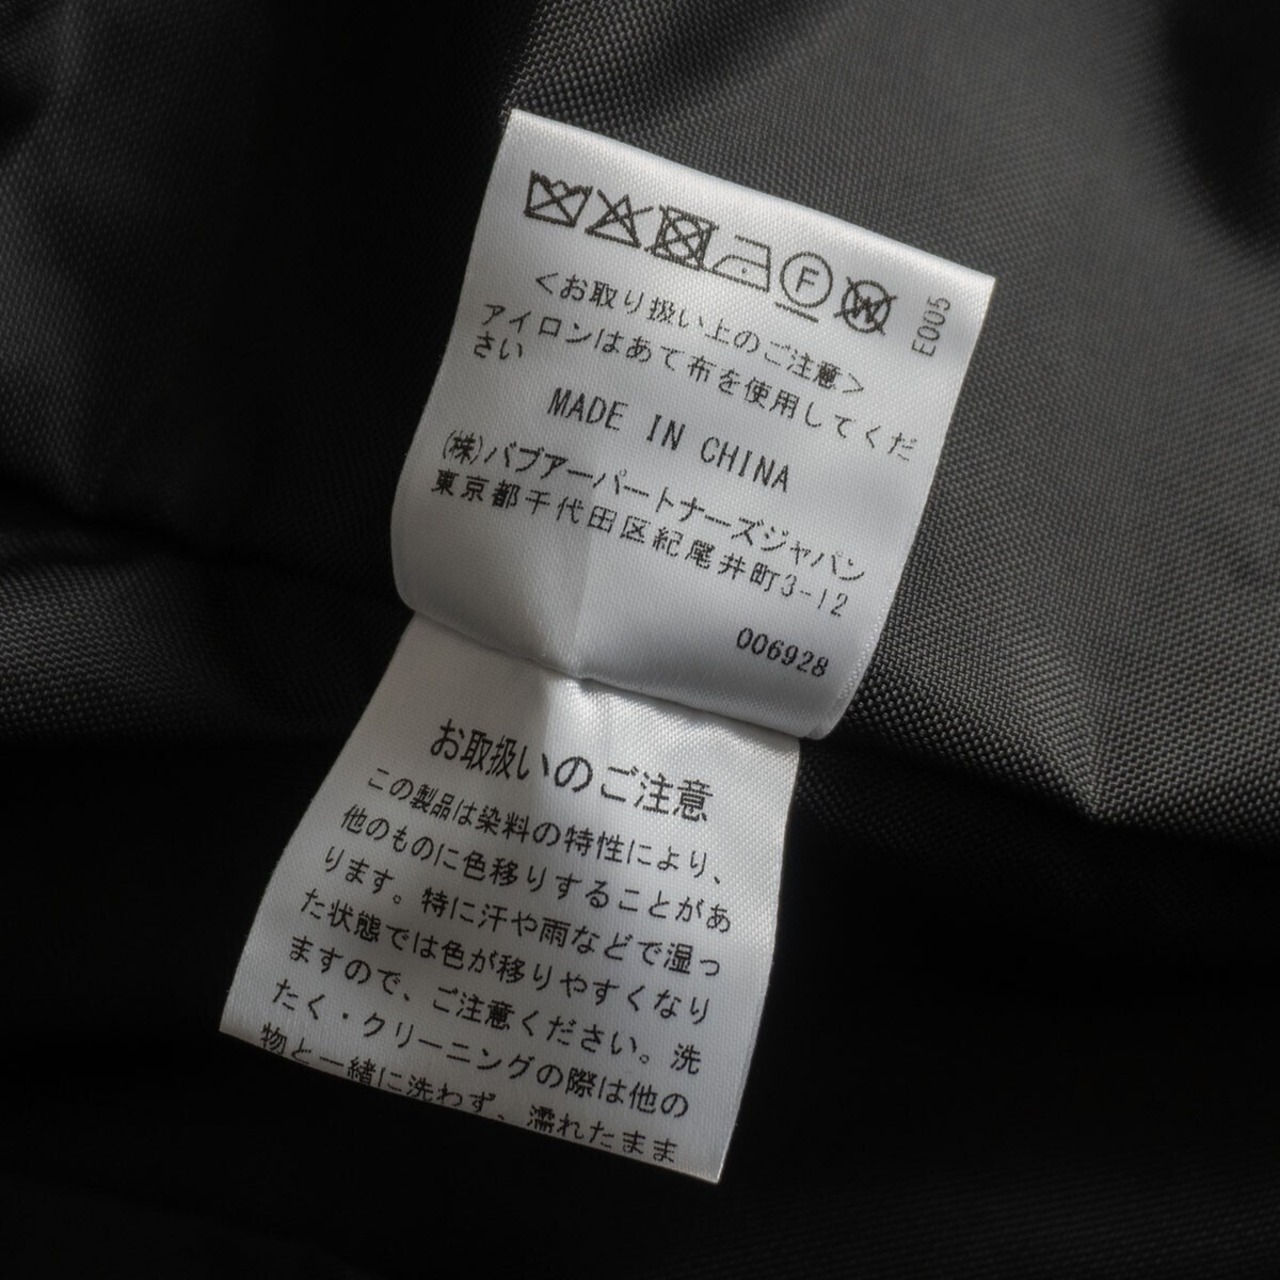 F W
E005
<お取り扱い上のご注意>
アイロンはあて布を使用してくだ
さい
MADE IN CHINA
(株)バブアーパートナーズジャパン
東京都千代田区紀尾井町3-12
006928
お取扱いのご注意
この製品は染料の特性により、
他のものに色移りすることがあ
ります。特に汗や雨などで湿っ
た状態では色が移りやすくなり
ますので、ご注意ください。洗
たく・クリーニングの際は他の
物と一緒に洗わず、濡れたまま